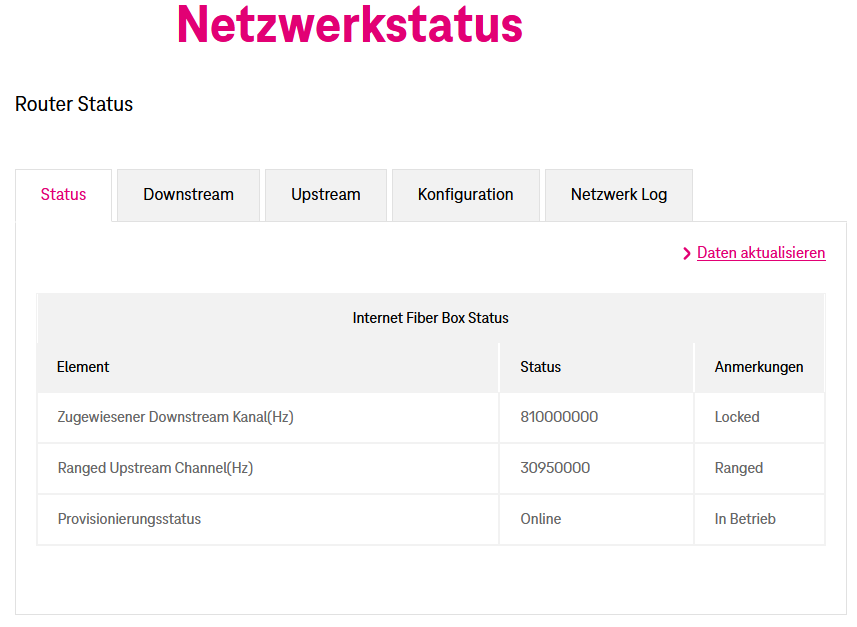 Netzwerkstatus
Router Status
Status Downstream Upstream Konfiguration Netzwerk Log
Daten aktualisieren
Internet Fiber Box Status
Element Status Anmerkungen
Zugewiesener Downstream Kanal(Hz) 810000000 Locked
Ranged Upstream Channel(Hz) 30950000 Ranged
Provisionierungsstatus Online In Betrieb